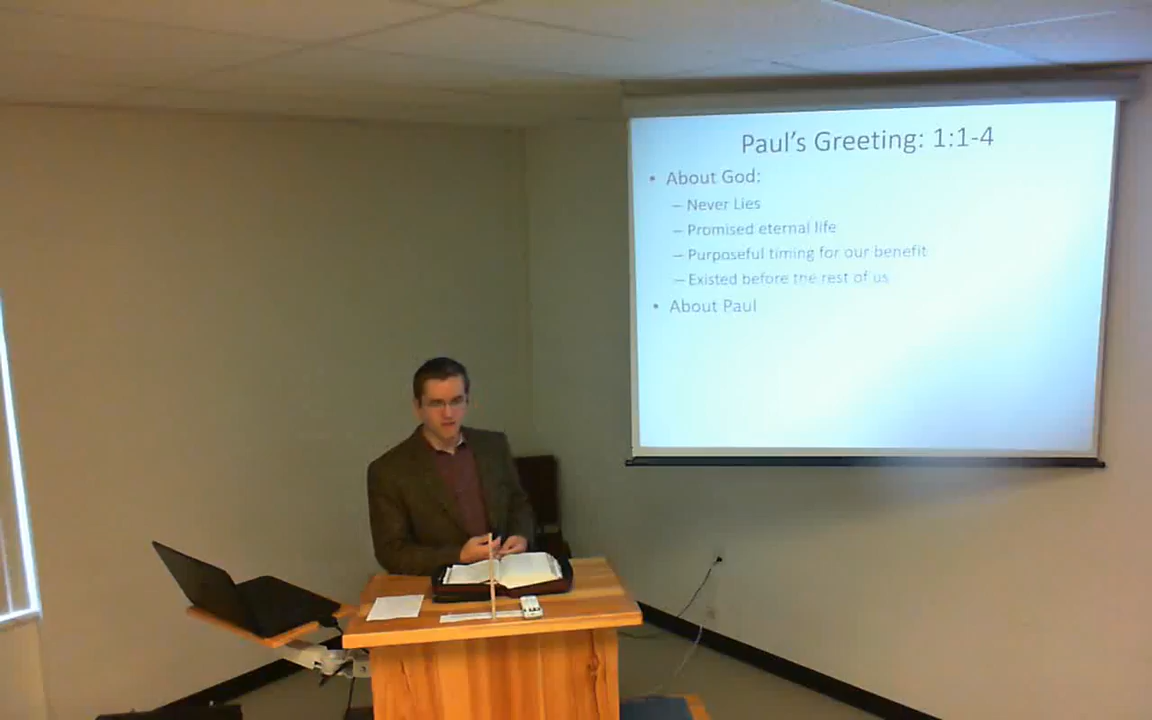 Paul's Greeting: 1:1-4
• About God:
– Never Lies
– Promised eternal life
– Purposeful timing for our benefit
– Existed before the rest of us
• About Paul